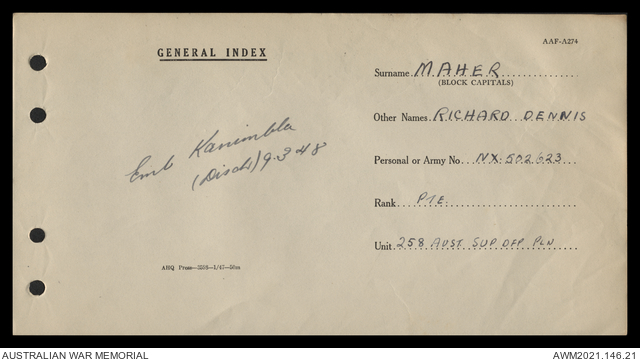 GENERAL INDEX
AAF-A274
Surname MAHER
(BLOCK CAPITALS)
Other Names RICHARD DENNIS
Personal or Army No. NX.502623
Rank PTE
Unit 258 AUST SUP DEP PLN
Emb Kanimbla
(Disch) 9-3-48
AHQ Press—3598—1/47—50m
AUSTRALIAN WAR MEMORIAL
AWM2021.146.21